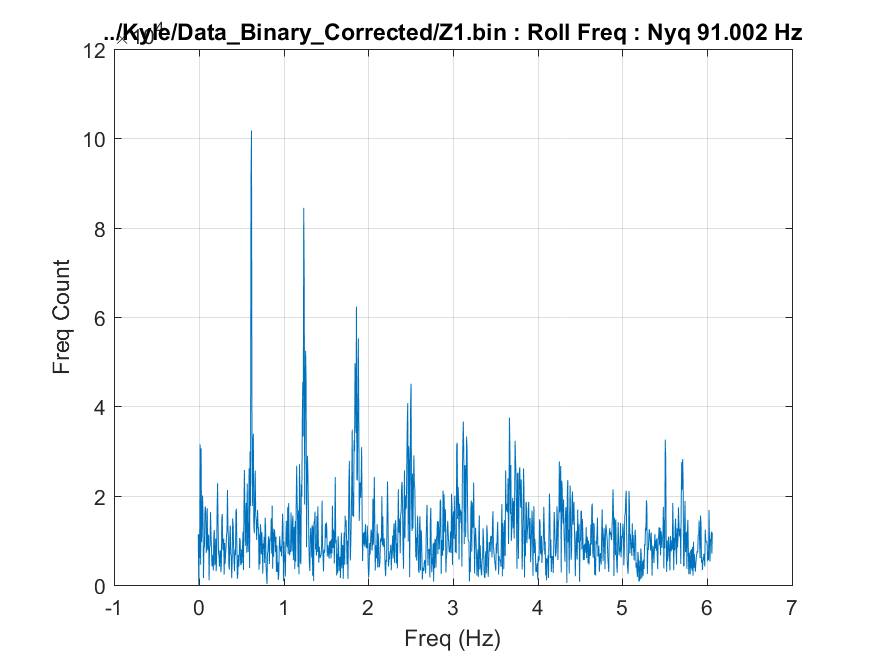 ../Kyle/Data_Binary_Corrected/Z1.bin : Roll Freq : Nyq 91.002 Hz
×10⁴
12
10
8
6
4
2
0
Freq Count
-1 0 1 2 3 4 5 6 7
Freq (Hz)